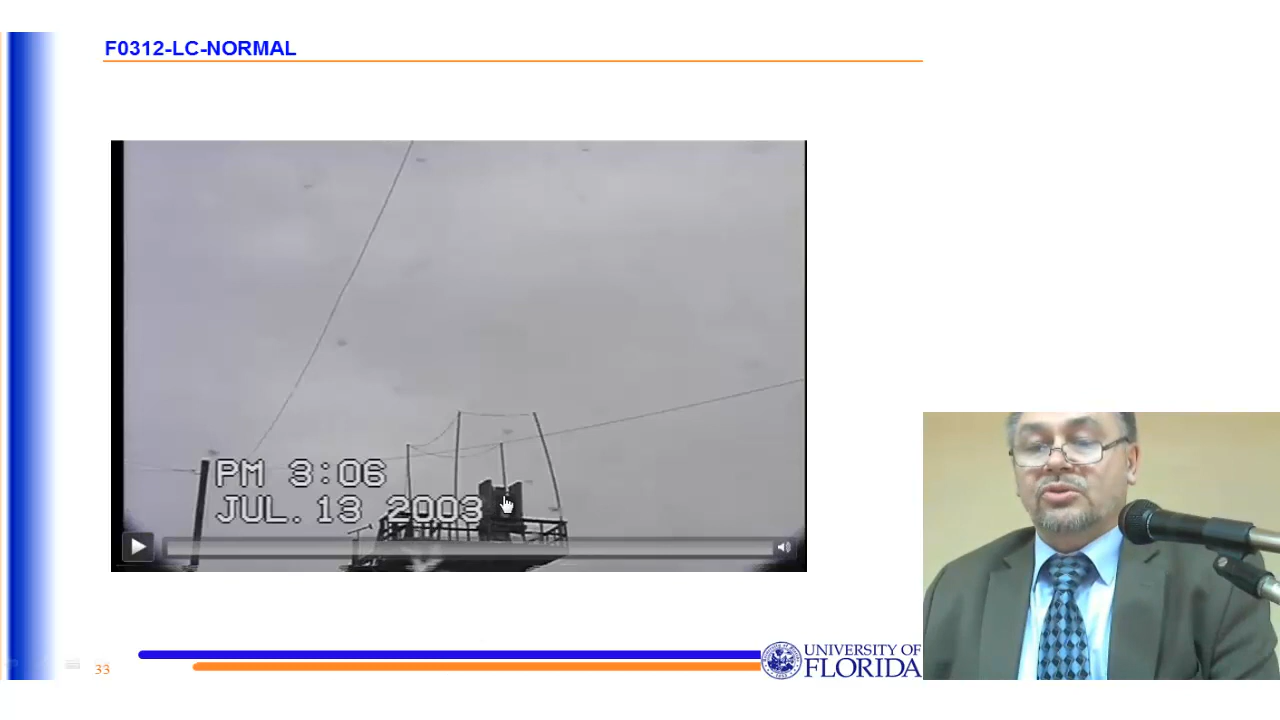 F0312-LC-NORMAL
PM 3:06
JUL. 13 2003
33
UNIVERSITY OF
FLORIDA